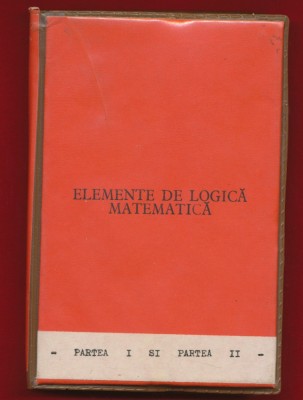 ELEMENTE DE LOGICĂ
MATEMATICĂ
- PARTEA I SI PARTEA II -